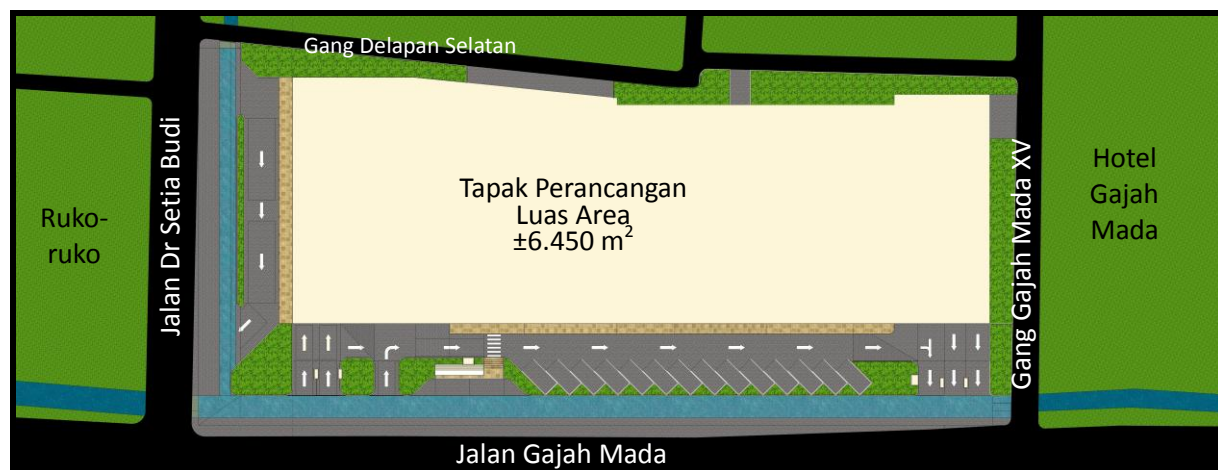 Gang Delapan Selatan
Jalan Dr Setia Budi
Ruko-
ruko
Tapak Perancangan
Luas Area
±6.450 m²
Gang Gajah Mada XV
Hotel
Gajah
Mada
Jalan Gajah Mada